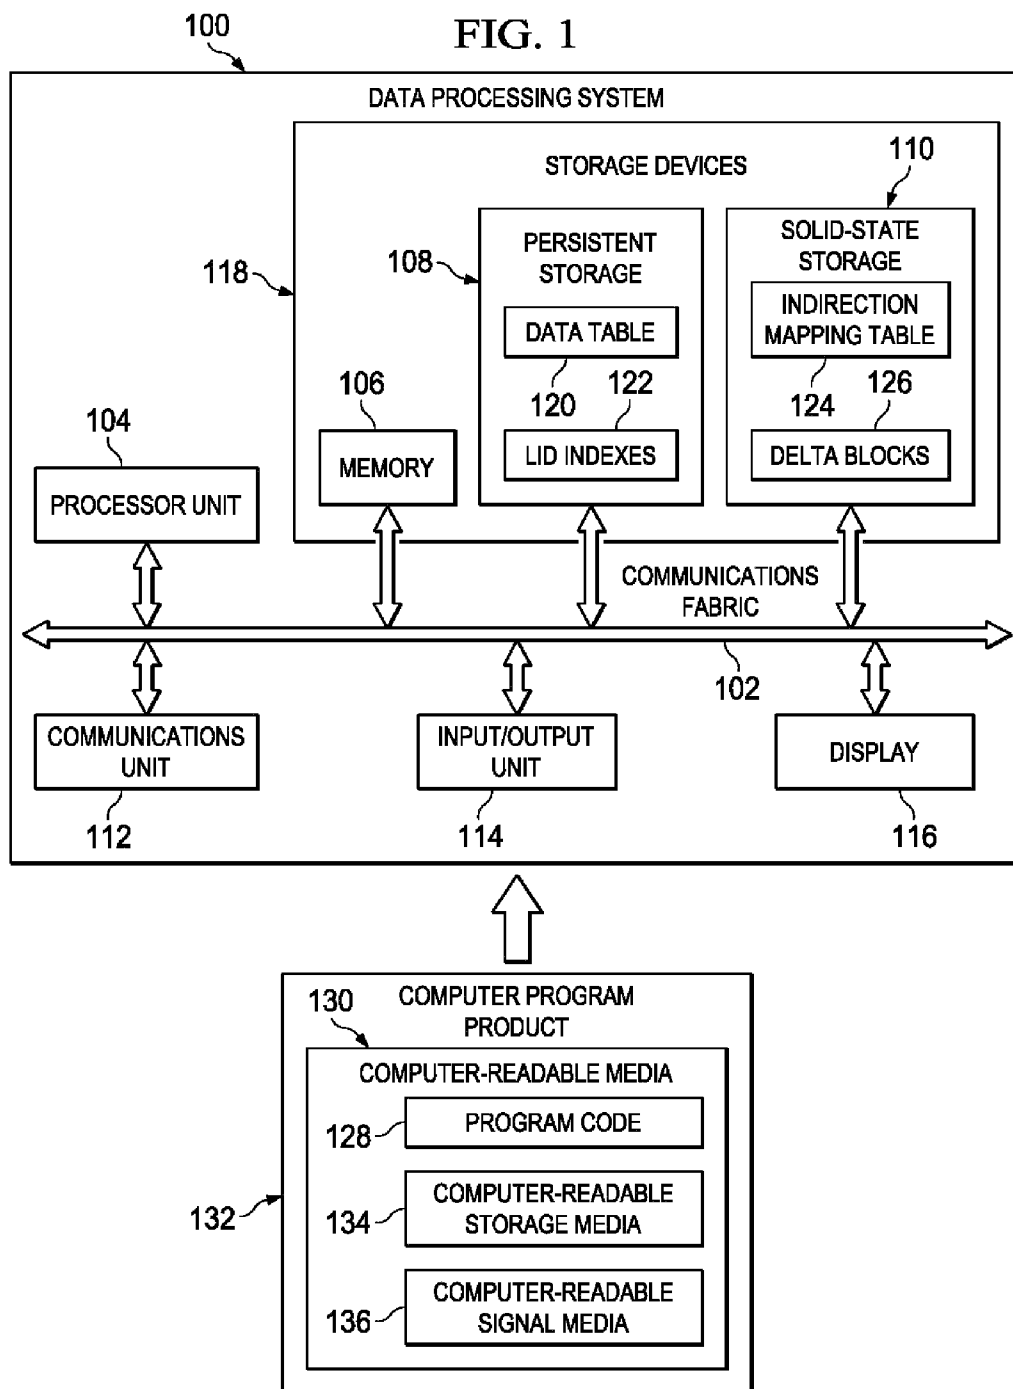 FIG. 1
100
DATA PROCESSING SYSTEM
STORAGE DEVICES
110
118
108
PERSISTENT
STORAGE
SOLID-STATE
STORAGE
DATA TABLE
INDIRECTION
MAPPING TABLE
120
122
124
126
106
LID INDEXES
DELTA BLOCKS
104
MEMORY
PROCESSOR UNIT
COMMUNICATIONS
FABRIC
102
COMMUNICATIONS
UNIT
INPUT/OUTPUT
UNIT
DISPLAY
112
114
116
COMPUTER PROGRAM
PRODUCT
130
COMPUTER-READABLE MEDIA
128
PROGRAM CODE
132
134
COMPUTER-READABLE
STORAGE MEDIA
136
COMPUTER-READABLE
SIGNAL MEDIA